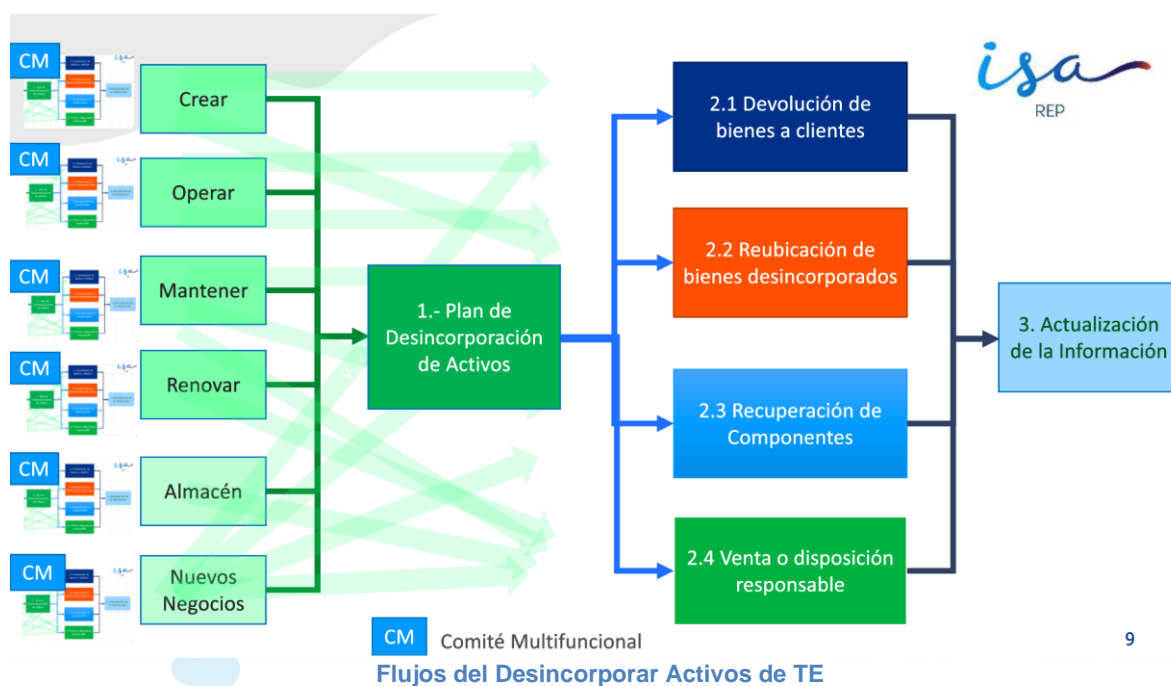 isa
REP
CM
Crear
CM
Operar
CM
Mantener
CM
Renovar
CM
Almacén
CM
Nuevos
Negocios
1.- Plan de
Desincorporación
de Activos
2.1 Devolución de
bienes a clientes
2.2 Reubicación de
bienes desincorporados
2.3 Recuperación de
Componentes
2.4 Venta o disposición
responsable
3. Actualización
de la Información
CM Comité Multifuncional
9
Flujos del Desincorporar Activos de TE